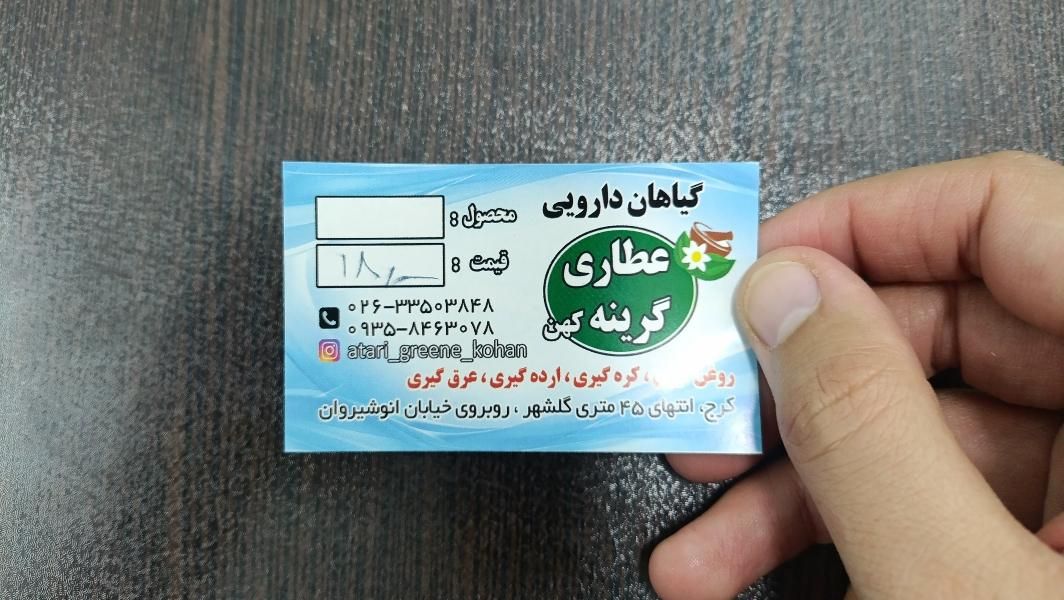 گیاهان دارویی
عطاری
گرینه کهن
محصول :
قیمت :
۰۲۶-۳۳۵۰۳۸۴۸
۰۹۳۵-۸۴۶۳۰۷۸
atari_greene_kohan
روغن ، کره گیری ، ارده گیری ، عرق گیری
کرج، انتهای ۴۵ متری گلشهر ، روبروی خیابان انوشیروان